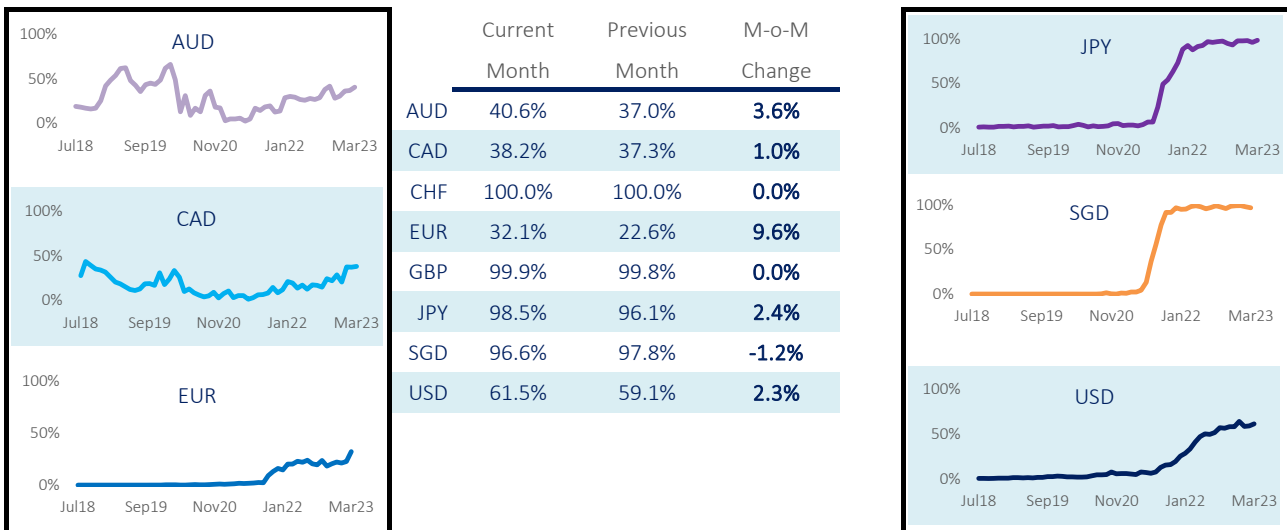 AUD
100%
50%
0%
Jul18 Sep19 Nov20 Jan22 Mar23
CAD
100%
50%
0%
Jul18 Sep19 Nov20 Jan22 Mar23
EUR
100%
50%
0%
Jul18 Sep19 Nov20 Jan22 Mar23
Current Previous M-o-M
Month Month Change
AUD 40.6% 37.0% 3.6%
CAD 38.2% 37.3% 1.0%
CHF 100.0% 100.0% 0.0%
EUR 32.1% 22.6% 9.6%
GBP 99.9% 99.8% 0.0%
JPY 98.5% 96.1% 2.4%
SGD 96.6% 97.8% -1.2%
USD 61.5% 59.1% 2.3%
JPY
100%
50%
0%
Jul18 Sep19 Nov20 Jan22 Mar23
SGD
100%
50%
0%
Jul18 Sep19 Nov20 Jan22 Mar23
USD
100%
50%
0%
Jul18 Sep19 Nov20 Jan22 Mar23